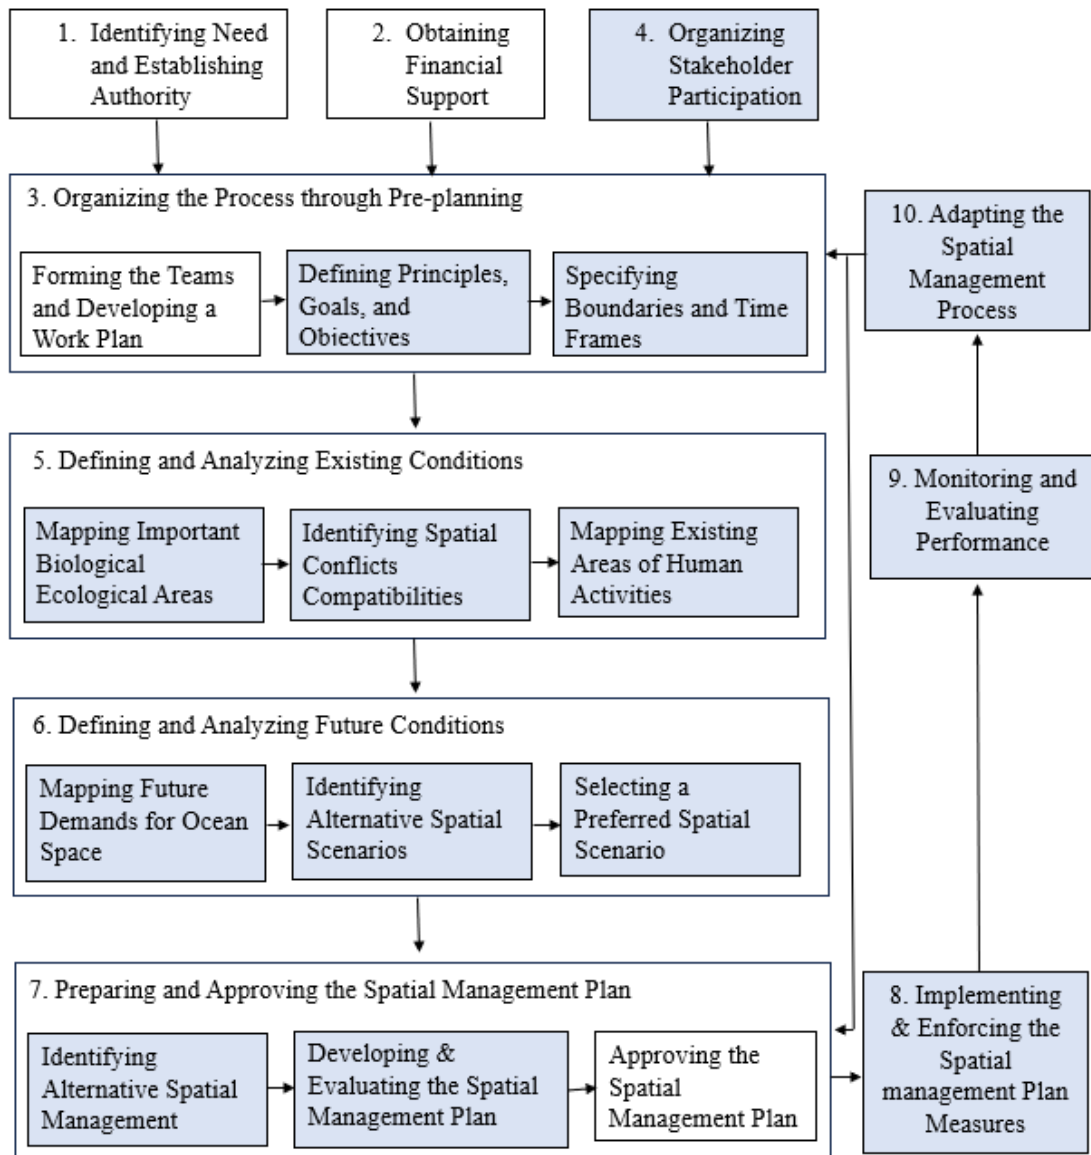 1. Identifying Need
and Establishing
Authority
2. Obtaining
Financial
Support
4. Organizing
Stakeholder
Participation
3. Organizing the Process through Pre-planning
Forming the Teams
and Developing a
Work Plan
Defining Principles,
Goals, and
Objectives
Specifying
Boundaries and Time
Frames
10. Adapting the
Spatial
Management
Process
5. Defining and Analyzing Existing Conditions
Mapping Important
Biological
Ecological Areas
Identifying Spatial
Conflicts
Compatibilities
Mapping Existing
Areas of Human
Activities
9. Monitoring and
Evaluating
Performance
6. Defining and Analyzing Future Conditions
Mapping Future
Demands for Ocean
Space
Identifying
Alternative Spatial
Scenarios
Selecting a
Preferred Spatial
Scenario
7. Preparing and Approving the Spatial Management Plan
Identifying
Alternative Spatial
Management
Developing &
Evaluating the Spatial
Management Plan
Approving the
Spatial
Management Plan
8. Implementing
& Enforcing the
Spatial
management Plan
Measures